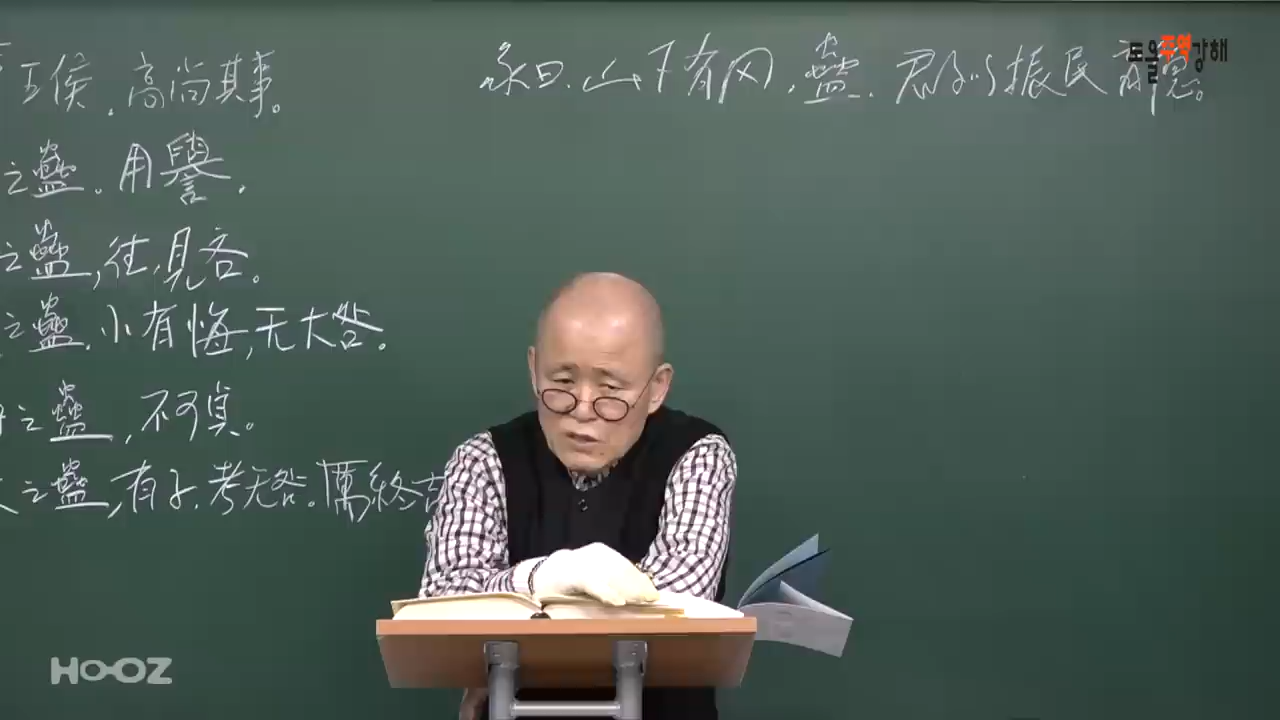 王侯，高尚其事。
之蠱。用譽。
之蠱，往，見吝。
之蠱，小有悔，无大咎。
之蠱，不可貞。
之蠱，有子，考无咎。厲終吉
象曰，山下有风，蠱，君子以振民育德。
도올주역강해
HOOZ